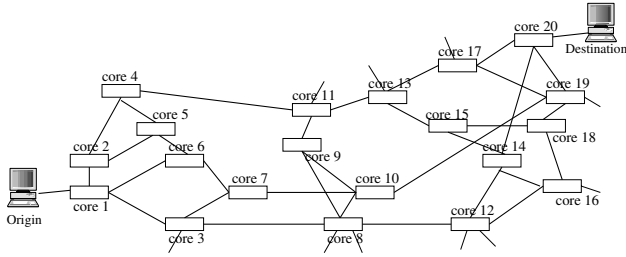 core 20
core 17
Destination
core 4
core 13
core 19
core 11
core 5
core 15
core 18
core 2
core 6
core 9
core 14
core 7
core 10
core 16
Origin
core 1
core 3
core 8
core 12